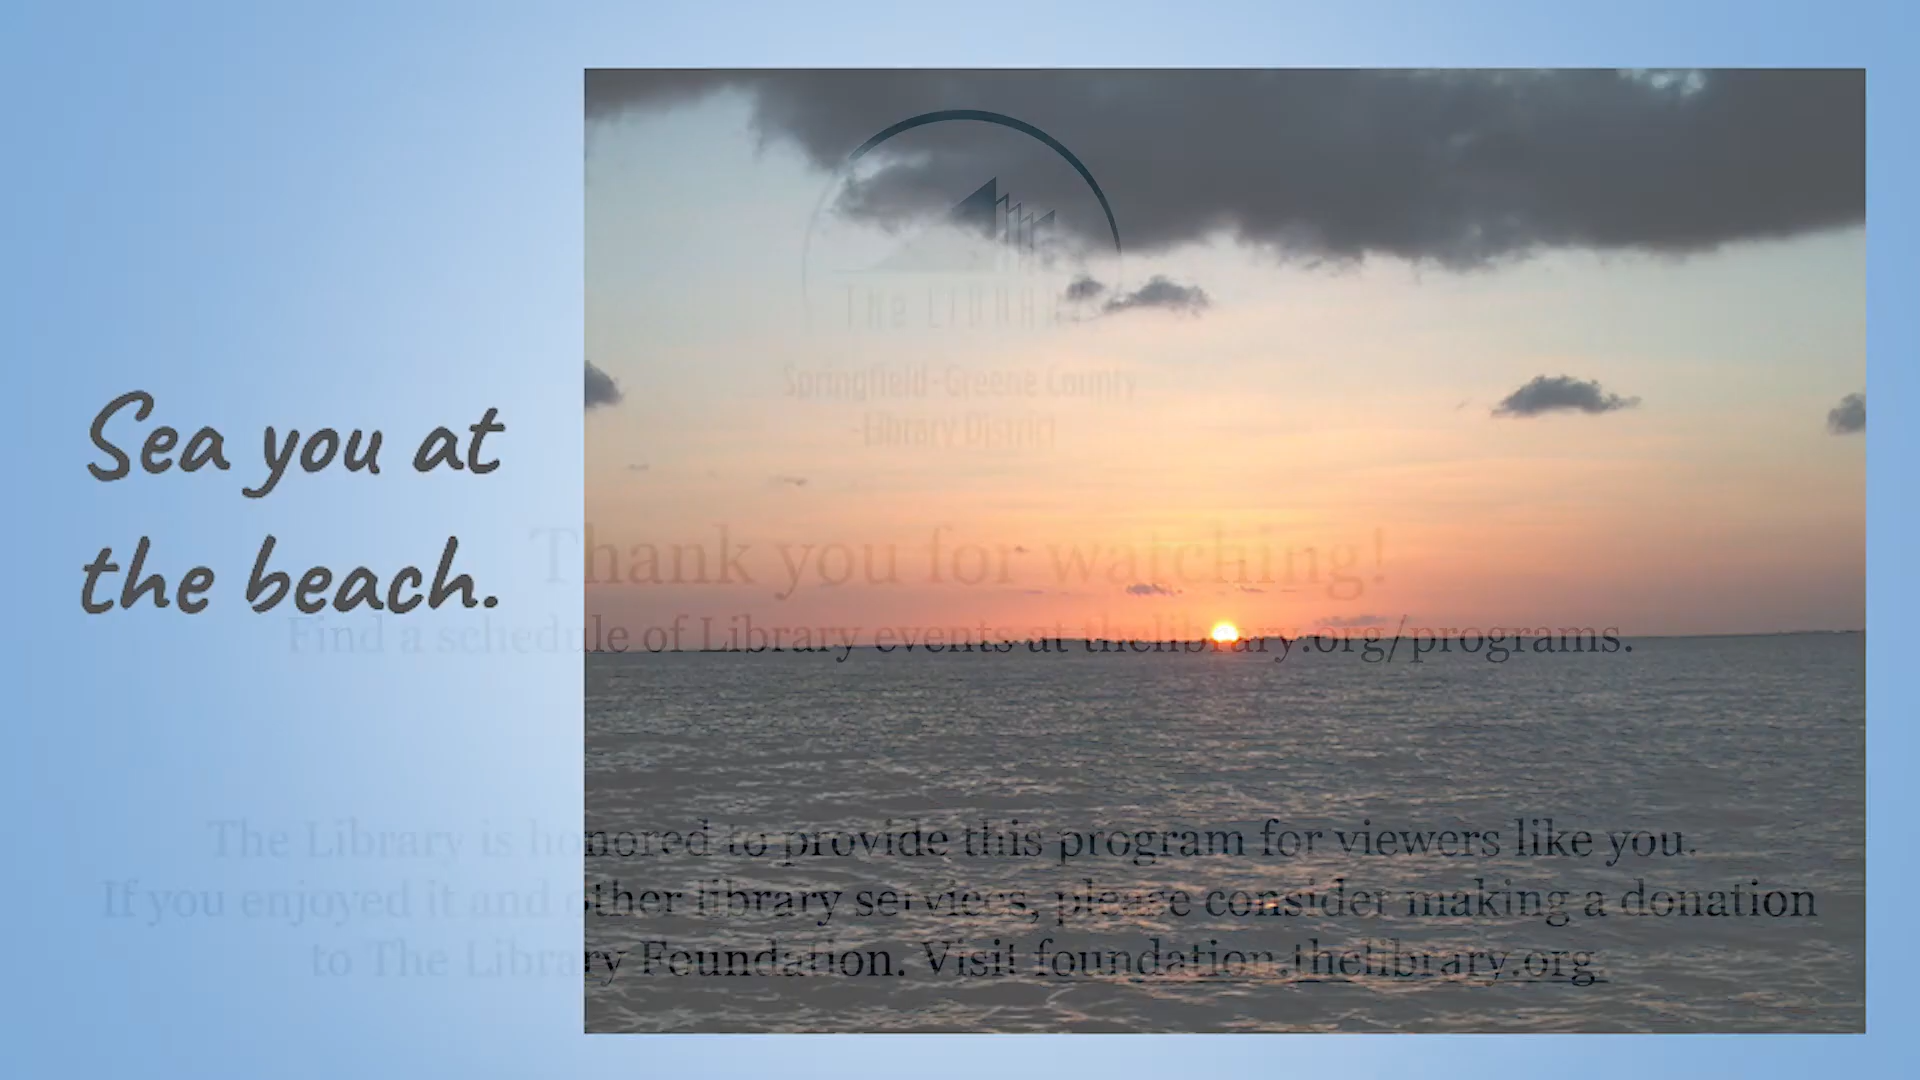 Sea you at
the beach.
The LIBRARY
Springfield-Greene County
Library District
Thank you for watching!
Find a schedule of Library events at thelibrary.org/programs.
The Library is honored to provide this program for viewers like you.
If you enjoyed it and other library services, please consider making a donation
to The Library Foundation. Visit foundation.thelibrary.org.